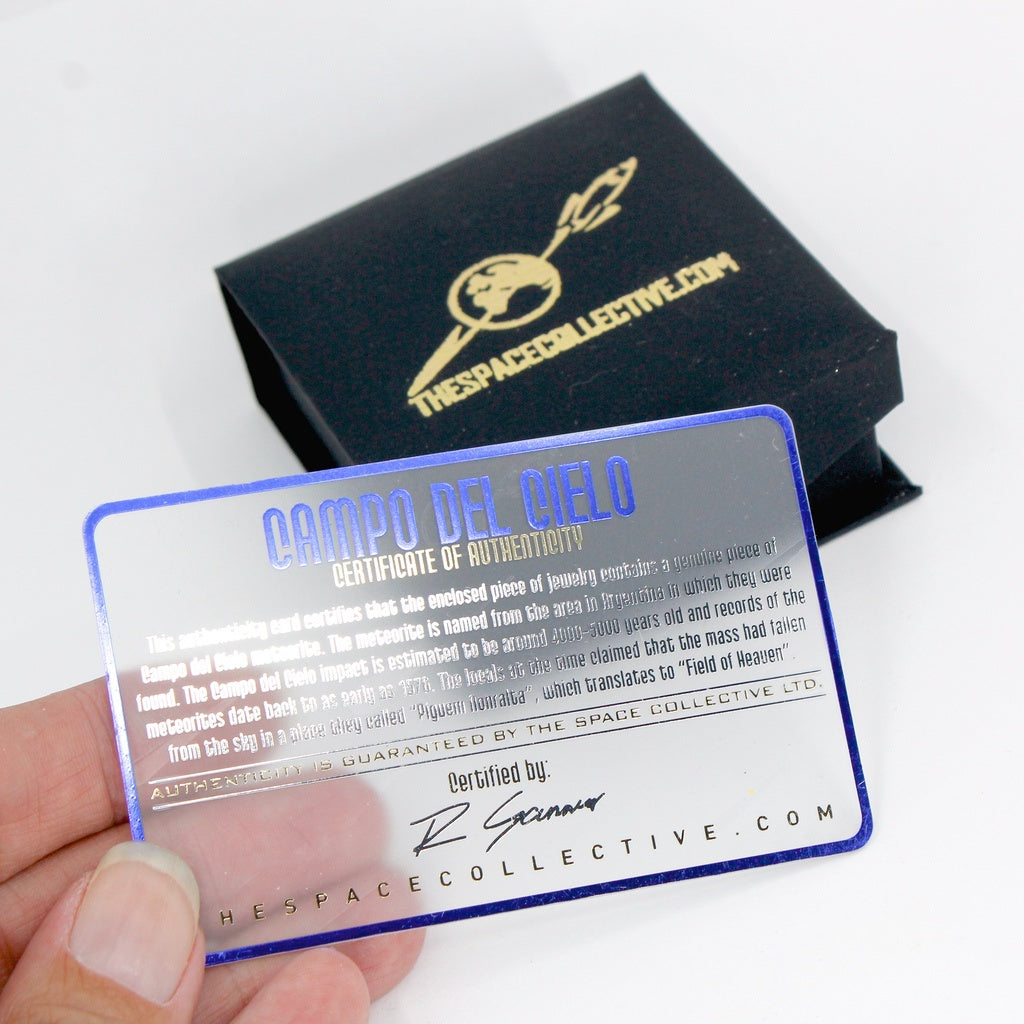 THESPACECOLLECTIVE.COM
CAMPO DEL CIELO
CERTIFICATE OF AUTHENTICITY
This authenticity card certifies that the enclosed piece of jewelry contains a genuine piece of
Campo del Cielo meteorite. The meteorite is named from the area in Argentina in which they were
found. The Campo del Cielo impact is estimated to be around 4000-5000 years old and records of the
meteorites date back to as early as 1576. The locals at the time claimed that the mass had fallen
from the sky in a place they called "Piguem Nonralta", which translates to "Field of Heaven"
AUTHENTICITY IS GUARANTEED BY THE SPACE COLLECTIVE LTD.
Certified by:
HESPACECOLLECTIVE.COM